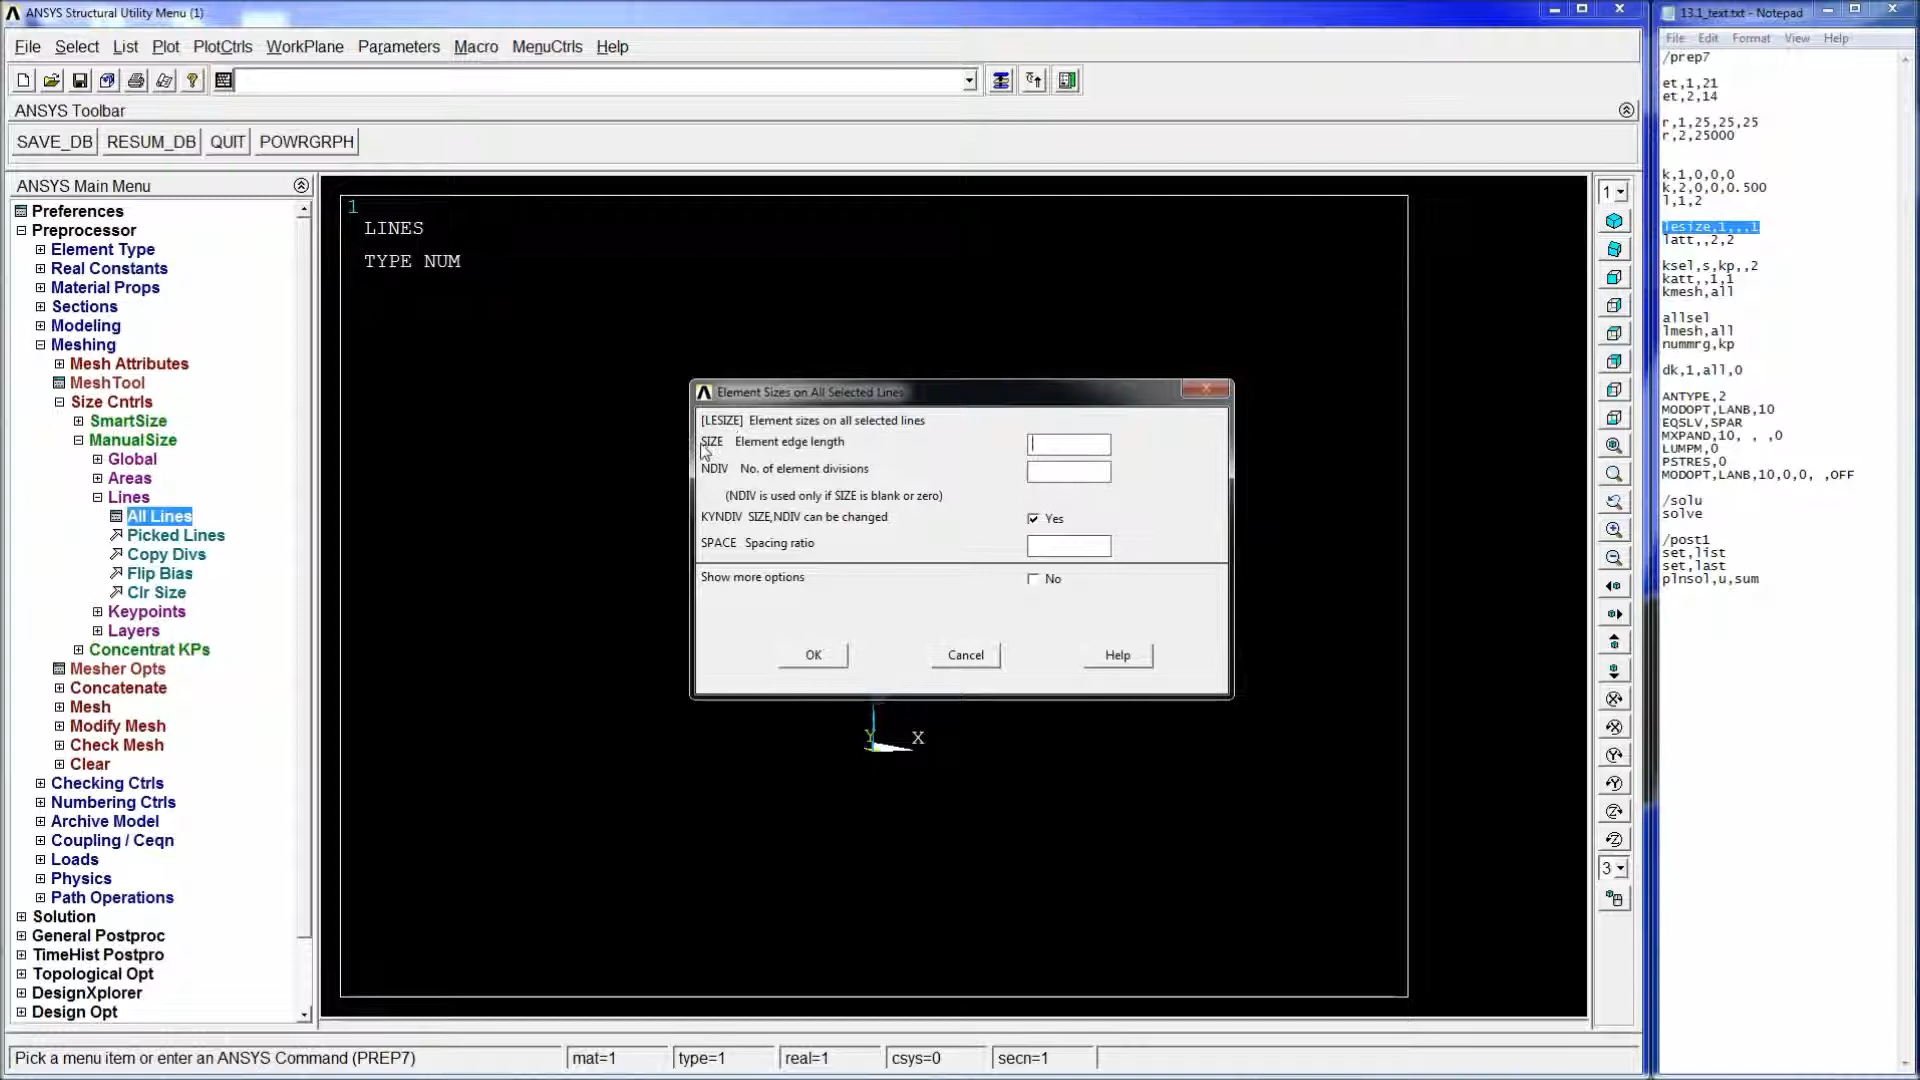 ANSYS Structural Utility Menu (1)
File Select List Plot PlotCtrls WorkPlane Parameters Macro MenuCtrls Help
ANSYS Toolbar
SAVE_DB RESUM_DB QUIT POWRGRPH
ANSYS Main Menu
Preferences
Preprocessor
Element Type
Real Constants
Material Props
Sections
Modeling
Meshing
Mesh Attributes
MeshTool
Size Cntrls
SmartSize
ManualSize
Global
Areas
Lines
All Lines
Picked Lines
Copy Divs
Flip Bias
Clr Size
Keypoints
Layers
Concentrat KPs
Mesher Opts
Concatenate
Mesh
Modify Mesh
Check Mesh
Clear
Checking Ctrls
Numbering Ctrls
Archive Model
Coupling / Ceqn
Loads
Physics
Path Operations
Solution
General Postproc
TimeHist Postpro
Topological Opt
DesignXplorer
Design Opt
1
LINES
TYPE NUM
Y X
Element Sizes on All Selected Lines
[LESIZE] Element sizes on all selected lines
SIZE Element edge length
NDIV No. of element divisions
(NDIV is used only if SIZE is blank or zero)
KYNDIV SIZE,NDIV can be changed Yes
SPACE Spacing ratio
Show more options No
OK Cancel Help
1
3
Pick a menu item or enter an ANSYS Command (PREP7) mat=1 type=1 real=1 csys=0 secn=1
13.1_text.txt - Notepad
File Edit Format View Help
/prep7
et,1,21
et,2,14
r,1,25,25,25
r,2,25000
k,1,0,0,0
k,2,0,0,0.500
l,1,2
lesize,1,,,1
latt,,2,2
ksel,s,kp,,2
katt,,1,1
kmesh,all
allsel
lmesh,all
nummrg,kp
dk,1,all,0
ANTYPE,2
MODOPT,LANB,10
EQSLV,SPAR
MXPAND,10, , ,0
LUMPM,0
PSTRES,0
MODOPT,LANB,10,0,0, ,OFF
/solu
solve
/post1
set,list
set,last
plnsol,u,sum